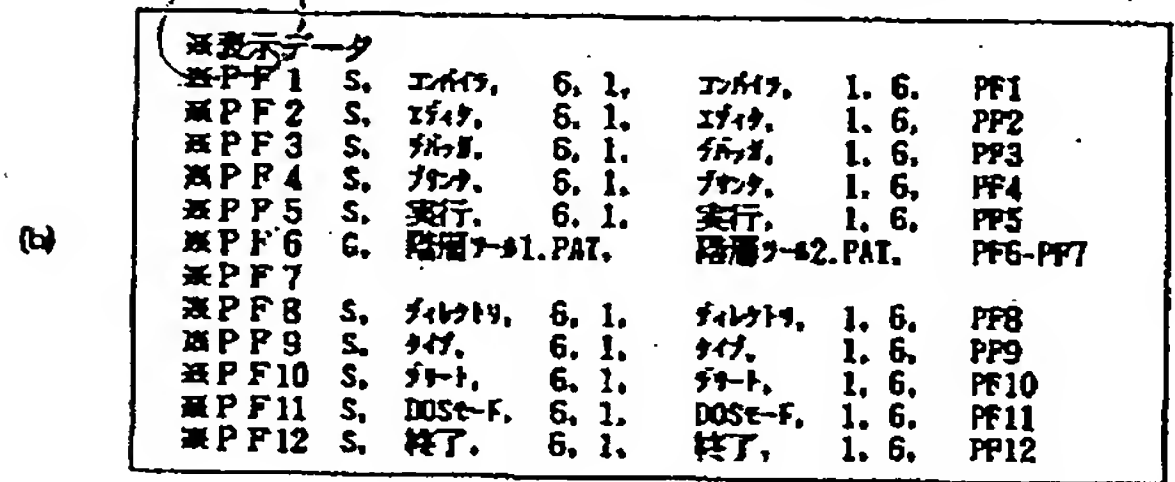 ※表示データ
※PF1 S, コンパイラ, 6, 1, コンパイラ, 1, 6, PF1
※PF2 S, エディタ, 6, 1, エディタ, 1, 6, PF2
※PF3 S, デバッガ, 6, 1, デバッガ, 1, 6, PF3
※PF4 S, プリンタ, 6, 1, プリンタ, 1, 6, PF4
※PF5 S, 実行, 6, 1, 実行, 1, 6, PF5
(b)
※PF6 G, 階層ツール1.PAT, 階層ツール2.PAT, PF6-PF7
※PF7
※PF8 S, ディレクトリ, 6, 1, ディレクトリ, 1, 6, PF8
※PF9 S, タイプ, 6, 1, タイプ, 1, 6, PF9
※PF10 S, デリート, 6, 1, デリート, 1, 6, PF10
※PF11 S, DOSモード, 6, 1, DOSモード, 1, 6, PF11
※PF12 S, 終了, 6, 1, 終了, 1, 6, PF12